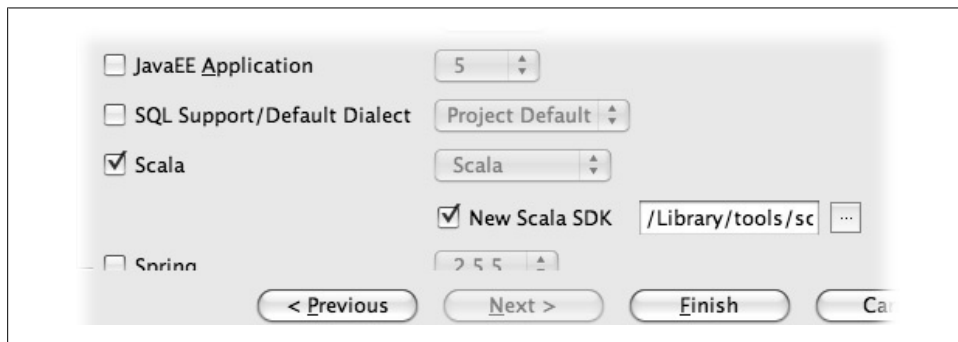 JavaEE Application 5
SQL Support/Default Dialect Project Default
Scala Scala
New Scala SDK /Library/tools/sc ...
Spring 2.5.5
< Previous Next > Finish Ca